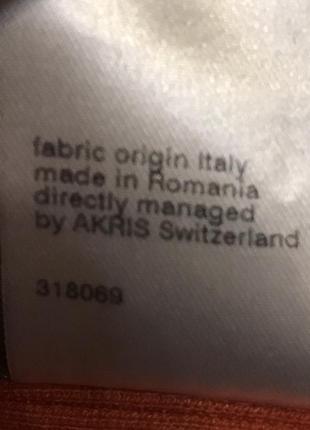 fabric origin Italy
made in Romania
directly managed
by AKRIS Switzerland
318069